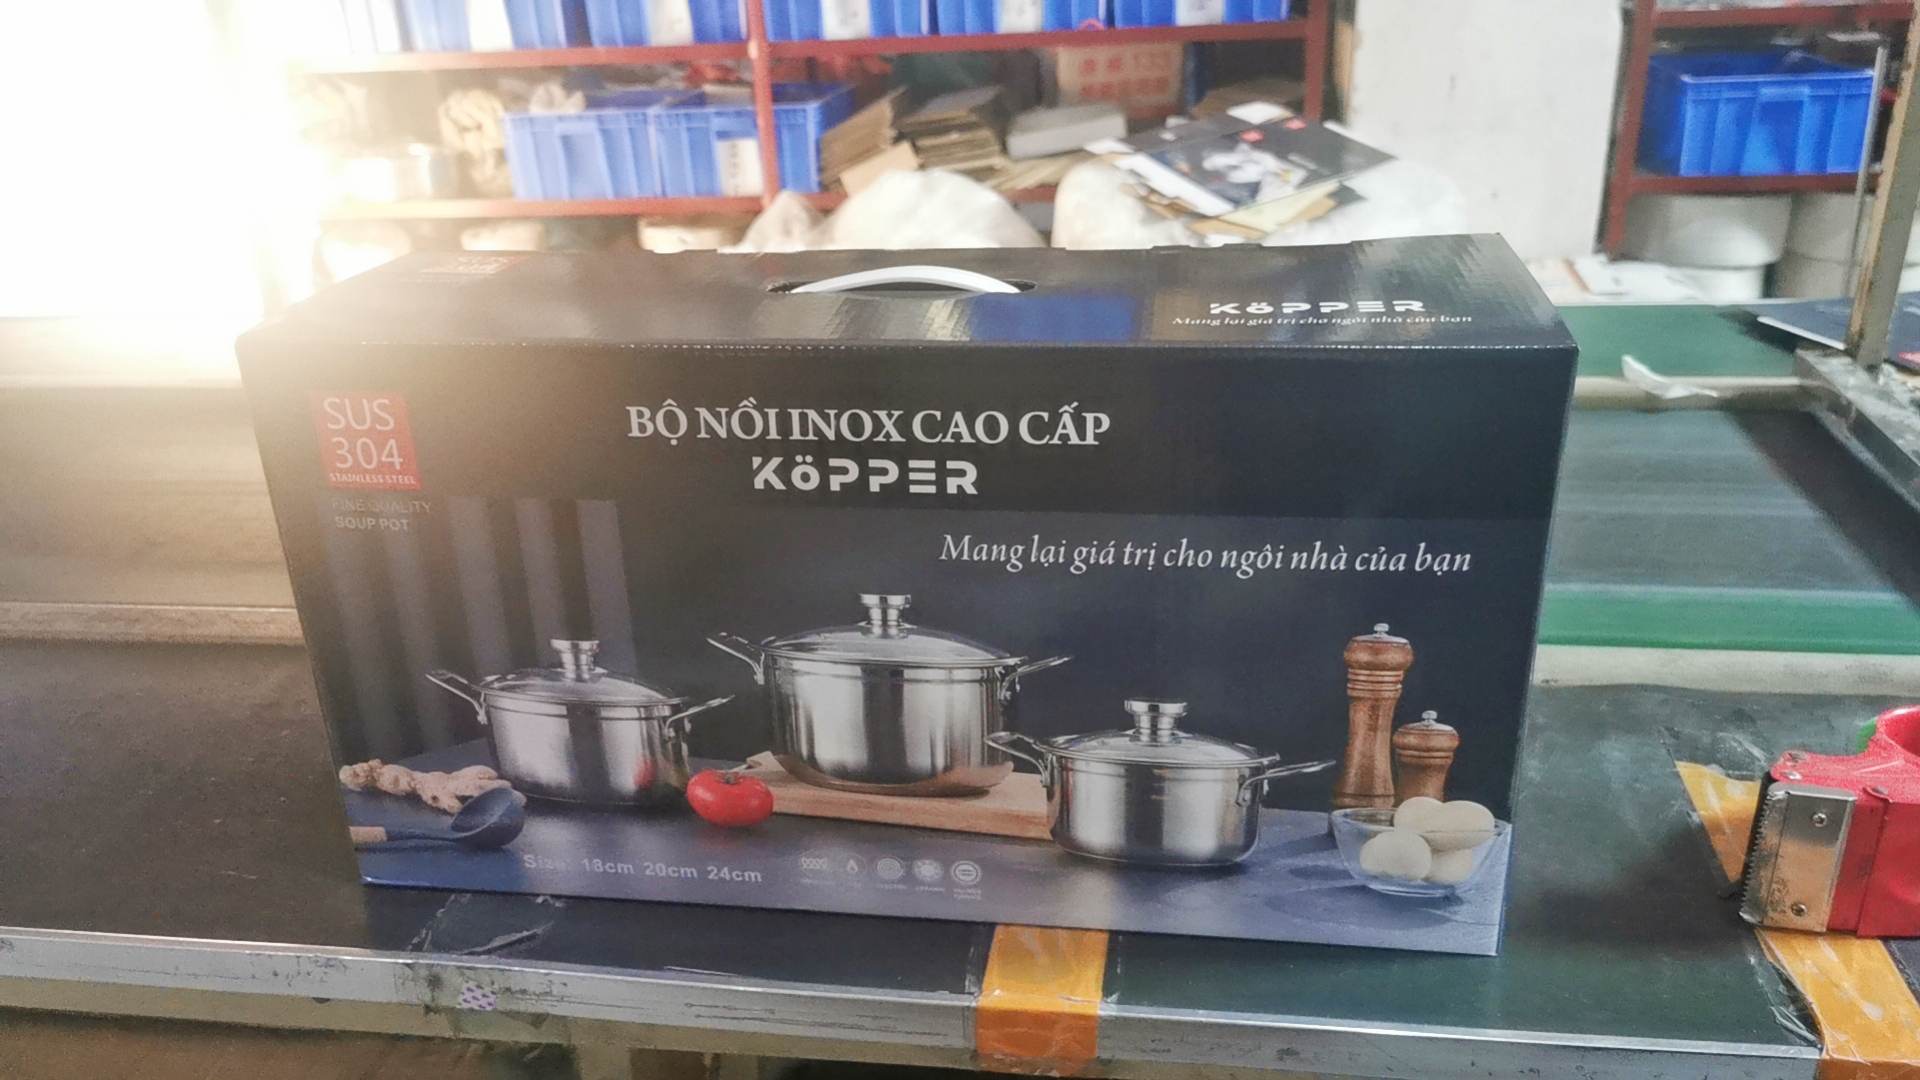 KöPPER
Mang lại giá trị cho ngôi nhà của bạn
SUS
304
STAINLESS STEEL
FINE QUALITY
SOUP POT
BỘ NỒI INOX CAO CẤP
KöPPER
Mang lại giá trị cho ngôi nhà của bạn
Size: 18cm 20cm 24cm